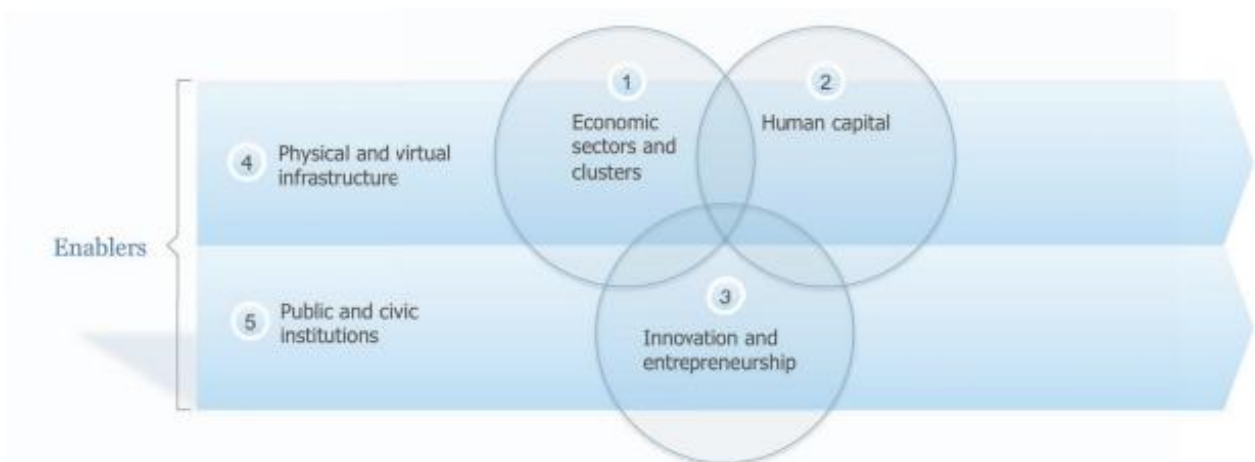 1
Economic
sectors and
clusters
2
Human capital
4
Physical and virtual
infrastructure
Enablers
5
Public and civic
institutions
3
Innovation and
entrepreneurship